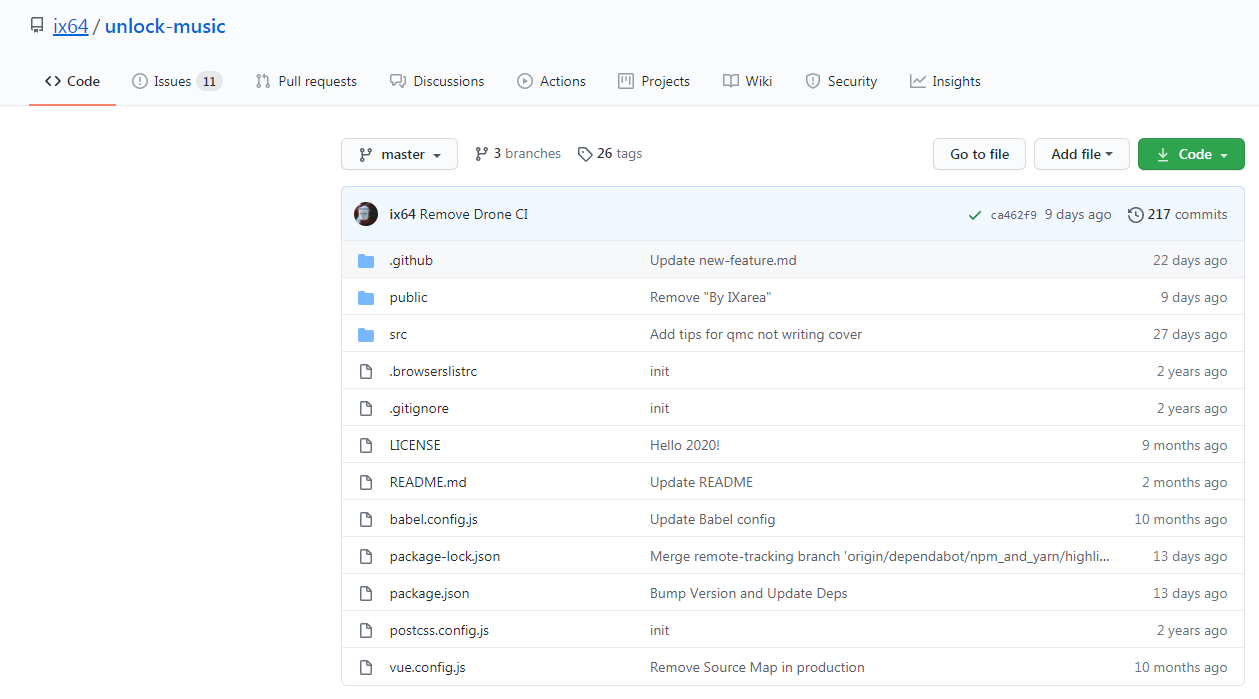 ix64 / unlock-music
Code Issues 11 Pull requests Discussions Actions Projects Wiki Security Insights
master 3 branches 26 tags Go to file Add file Code
ix64 Remove Drone CI ca462f9 9 days ago 217 commits
.github Update new-feature.md 22 days ago
public Remove "By IXarea" 9 days ago
src Add tips for qmc not writing cover 27 days ago
.browserslistrc init 2 years ago
.gitignore init 2 years ago
LICENSE Hello 2020! 9 months ago
README.md Update README 2 months ago
babel.config.js Update Babel config 10 months ago
package-lock.json Merge remote-tracking branch 'origin/dependabot/npm_and_yarn/highli... 13 days ago
package.json Bump Version and Update Deps 13 days ago
postcss.config.js init 2 years ago
vue.config.js Remove Source Map in production 10 months ago